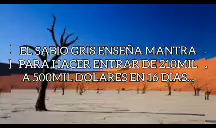 EL SABIO GRIS ENSEÑA MANTRA
PARA HACER ENTRAR DE 210MIL
A 500MIL DOLARES EN 16 DIAS...